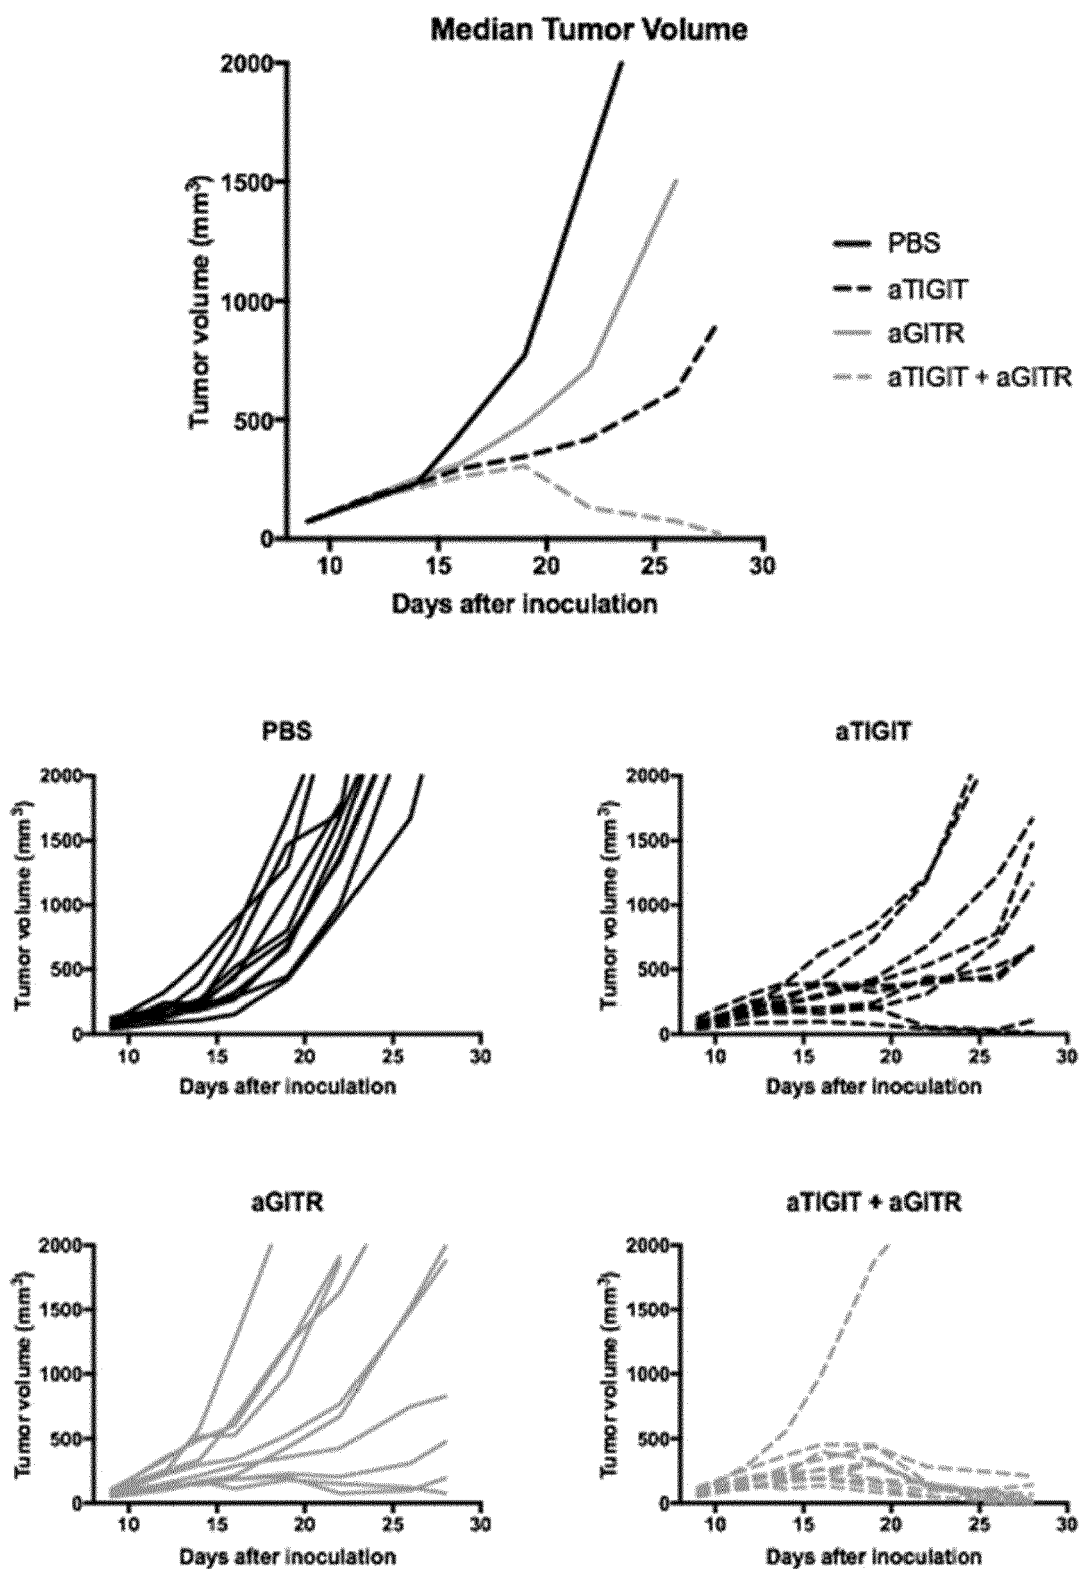 Median Tumor Volume
2000
1500
1000
500
0
Tumor volume (mm³)
10 15 20 25 30
Days after inoculation
PBS
aTIGIT
aGITR
aTIGIT + aGITR
PBS
2000
1500
1000
500
0
Tumor volume (mm³)
10 15 20 25 30
Days after inoculation
aTIGIT
2000
1500
1000
500
0
Tumor volume (mm³)
10 15 20 25 30
Days after inoculation
aGITR
2000
1500
1000
500
0
Tumor volume (mm³)
10 15 20 25 30
Days after inoculation
aTIGIT + aGITR
2000
1500
1000
500
0
Tumor volume (mm³)
10 15 20 25 30
Days after inoculation